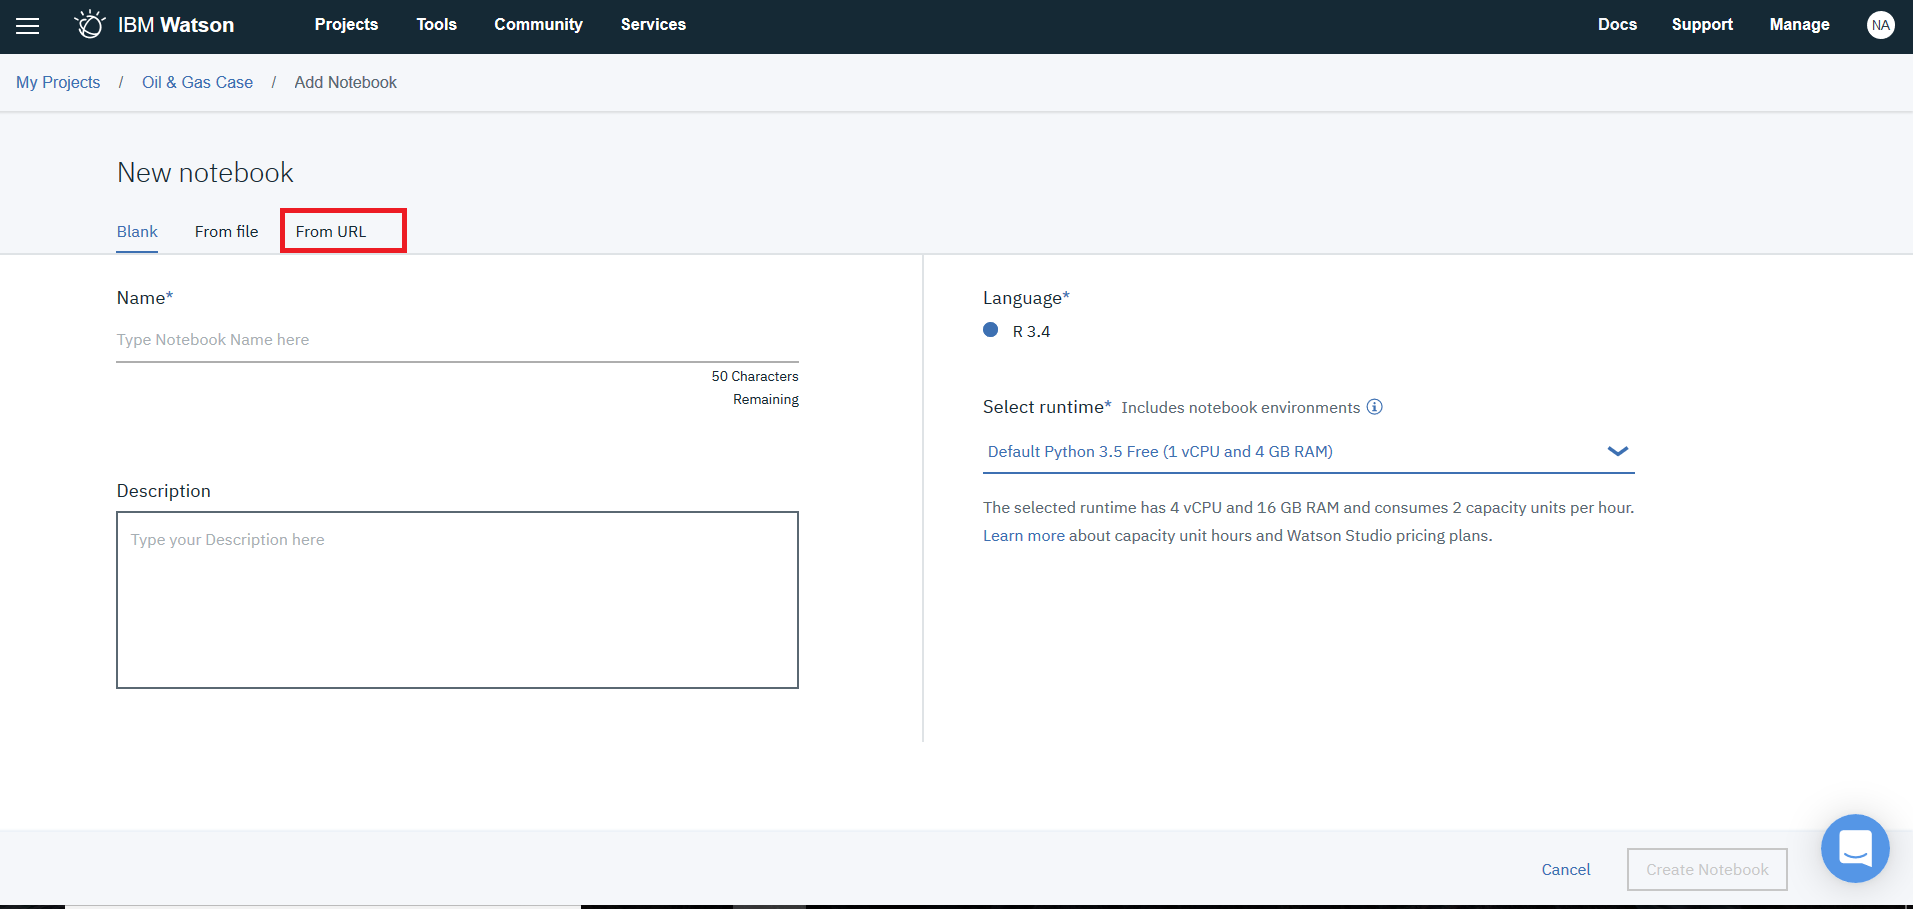 IBM Watson Projects Tools Community Services Docs Support Manage NA
My Projects / Oil & Gas Case / Add Notebook
New notebook
Blank From file From URL
Name*
Type Notebook Name here
50 Characters
Remaining
Description
Type your Description here
Language*
R 3.4
Select runtime* Includes notebook environments
Default Python 3.5 Free (1 vCPU and 4 GB RAM)
The selected runtime has 4 vCPU and 16 GB RAM and consumes 2 capacity units per hour.
Learn more about capacity unit hours and Watson Studio pricing plans.
Cancel Create Notebook